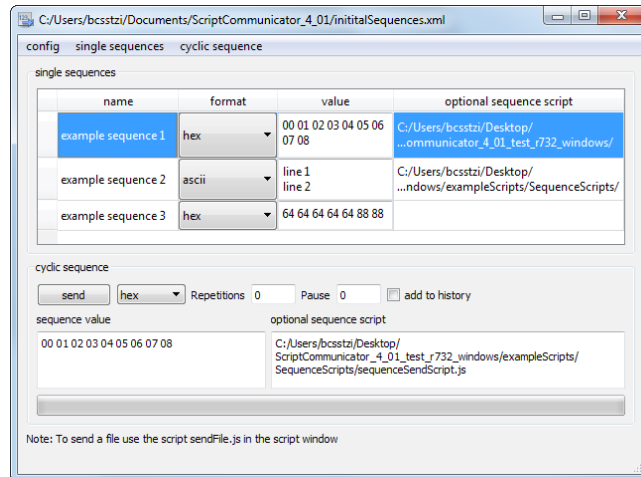 C:/Users/bcsstzi/Documents/ScriptCommunicator_4_01/inititalSequences.xml
config single sequences cyclic sequence
single sequences
name format value optional sequence script
example sequence 1 hex 00 01 02 03 04 05 06 07 08 C:/Users/bcsstzi/Desktop/ ...ommunicator_4_01_test_r732_windows/
example sequence 2 ascii line 1 line 2 C:/Users/bcsstzi/Desktop/ ...ndows/exampleScripts/SequenceScripts/
example sequence 3 hex 64 64 64 64 64 88 88
cyclic sequence
send hex Repetitions 0 Pause 0 add to history
sequence value optional sequence script
00 01 02 03 04 05 06 07 08 C:/Users/bcsstzi/Desktop/
ScriptCommunicator_4_01_test_r732_windows/exampleScripts/
SequenceScripts/sequenceSendScript.js
Note: To send a file use the script sendFile.js in the script window